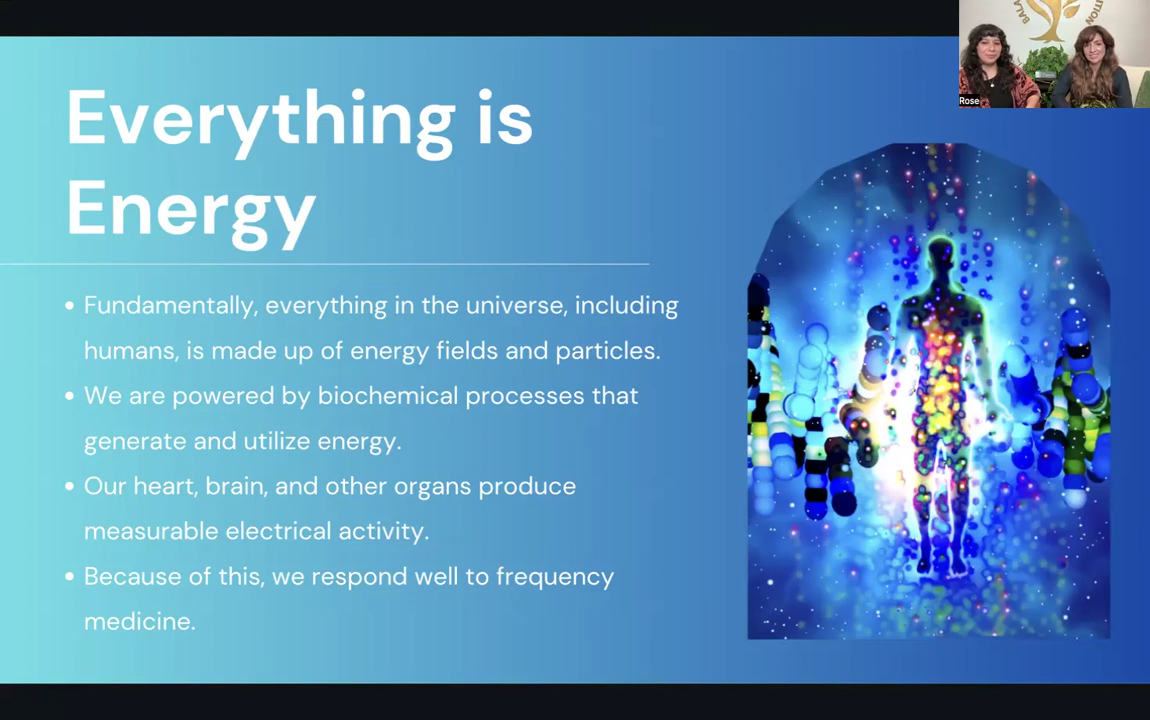 Everything is
Energy
• Fundamentally, everything in the universe, including
humans, is made up of energy fields and particles.
• We are powered by biochemical processes that
generate and utilize energy.
• Our heart, brain, and other organs produce
measurable electrical activity.
• Because of this, we respond well to frequency
medicine.
BALA
ITION
Rose